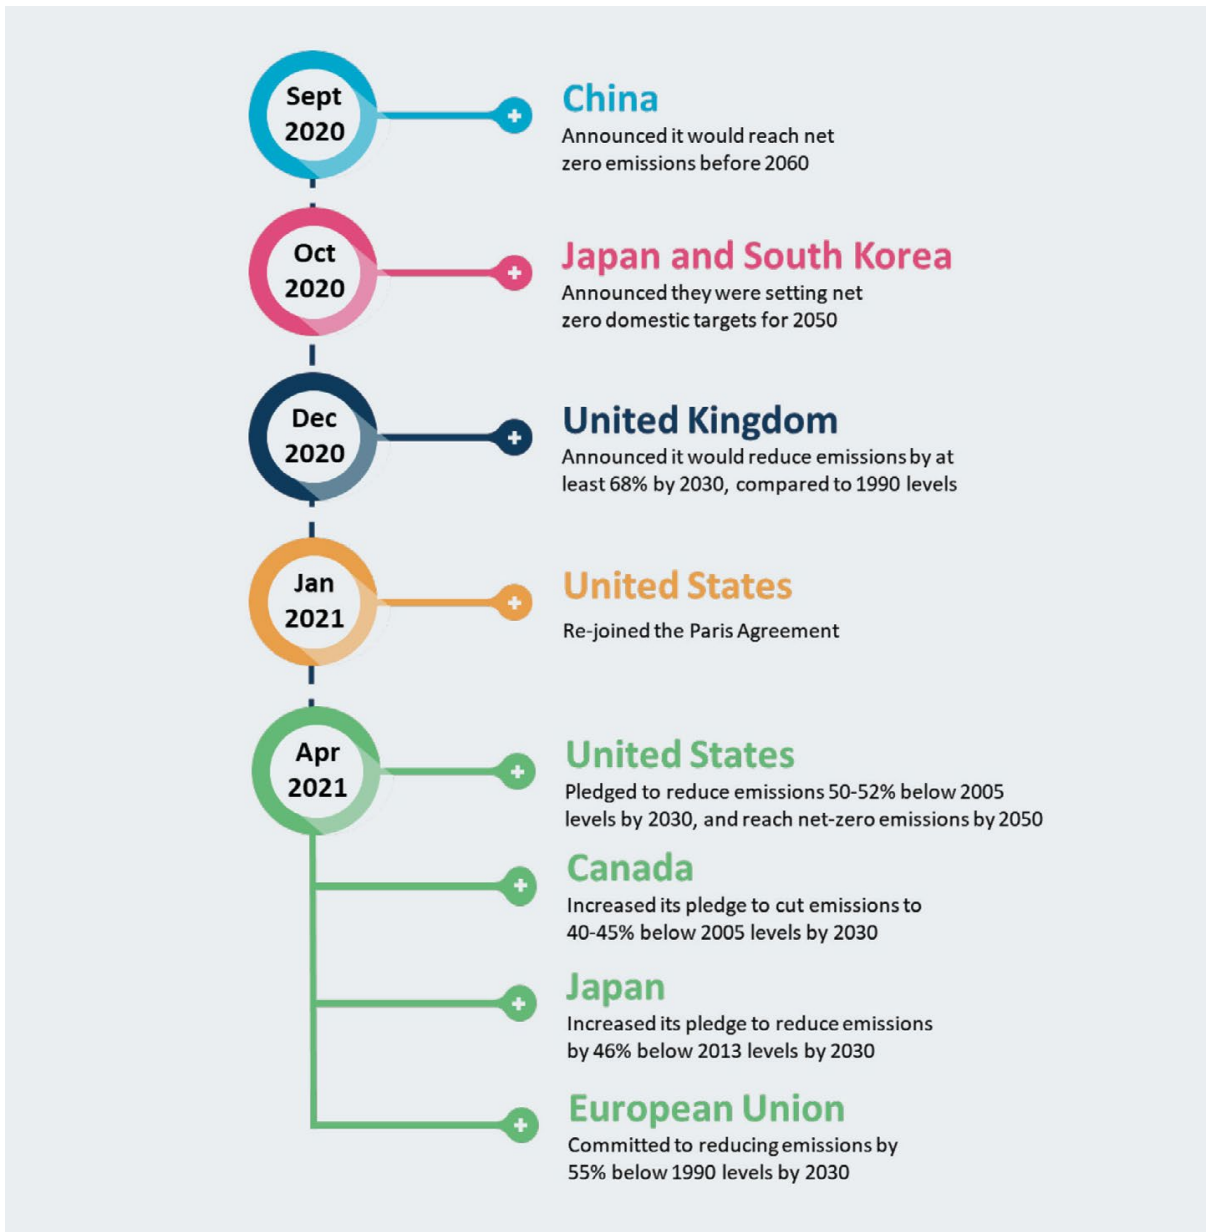 Sept
2020
China
Announced it would reach net
zero emissions before 2060
Oct
2020
Japan and South Korea
Announced they were setting net
zero domestic targets for 2050
Dec
2020
United Kingdom
Announced it would reduce emissions by at
least 68% by 2030, compared to 1990 levels
Jan
2021
United States
Re-joined the Paris Agreement
Apr
2021
United States
Pledged to reduce emissions 50-52% below 2005
levels by 2030, and reach net-zero emissions by 2050
Canada
Increased its pledge to cut emissions to
40-45% below 2005 levels by 2030
Japan
Increased its pledge to reduce emissions
by 46% below 2013 levels by 2030
European Union
Committed to reducing emissions by
55% below 1990 levels by 2030